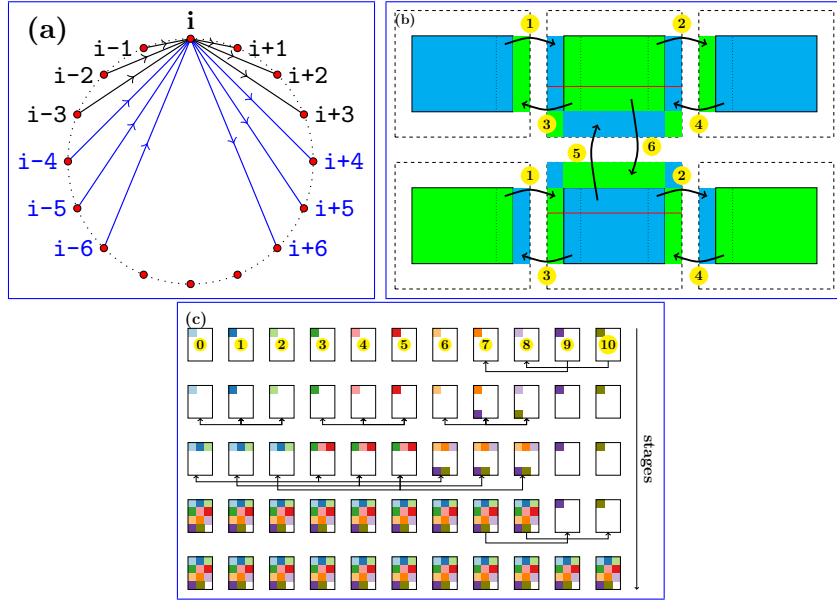 (a)
i
i-1
i+1
i-2
i+2
i-3
i+3
i-4
i+4
i-5
i+5
i-6
i+6
(b)
1
2
3
4
5
6
1
2
3
4
(c)
0 1 2 3 4 5 6 7 8 9 10
stages